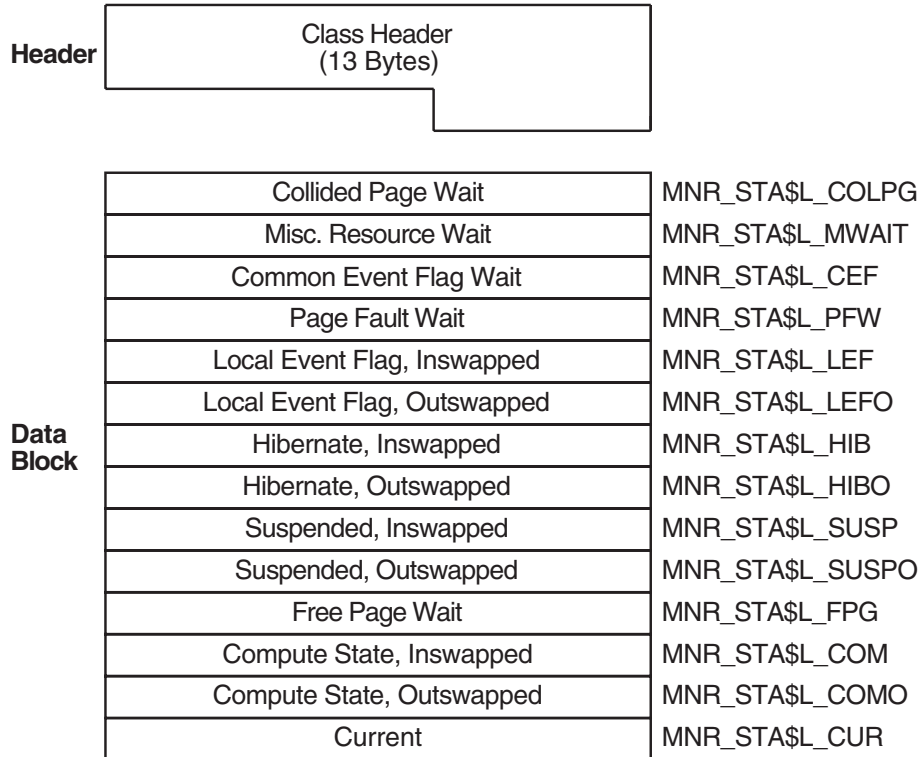 Header
Class Header
(13 Bytes)
Collided Page Wait MNR_STA$L_COLPG
Misc. Resource Wait MNR_STA$L_MWAIT
Common Event Flag Wait MNR_STA$L_CEF
Page Fault Wait MNR_STA$L_PFW
Local Event Flag, Inswapped MNR_STA$L_LEF
Local Event Flag, Outswapped MNR_STA$L_LEFO
Data
Block
Hibernate, Inswapped MNR_STA$L_HIB
Hibernate, Outswapped MNR_STA$L_HIBO
Suspended, Inswapped MNR_STA$L_SUSP
Suspended, Outswapped MNR_STA$L_SUSPO
Free Page Wait MNR_STA$L_FPG
Compute State, Inswapped MNR_STA$L_COM
Compute State, Outswapped MNR_STA$L_COMO
Current MNR_STA$L_CUR